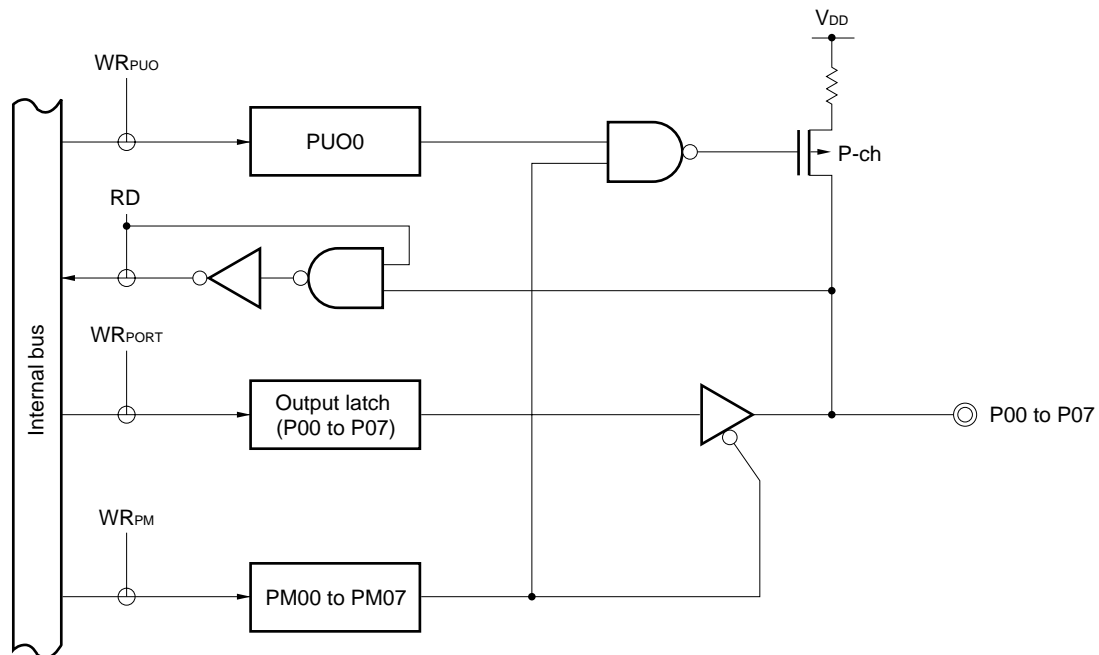 VDD
WRPUO
PUO0
P-ch
RD
Internal bus
WRPORT
Output latch
(P00 to P07)
P00 to P07
WRPM
PM00 to PM07